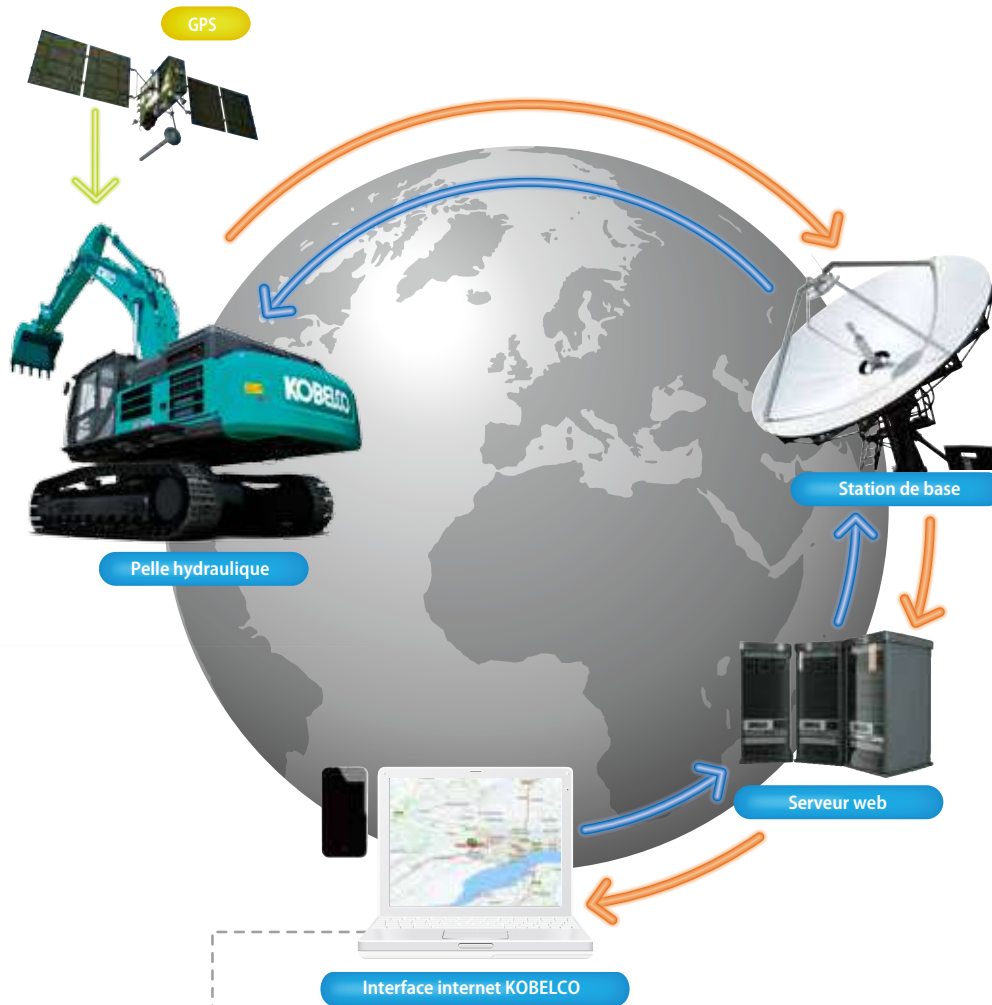 GPS
KOBELCO
Station de base
Pelle hydraulique
Serveur web
Interface internet KOBELCO